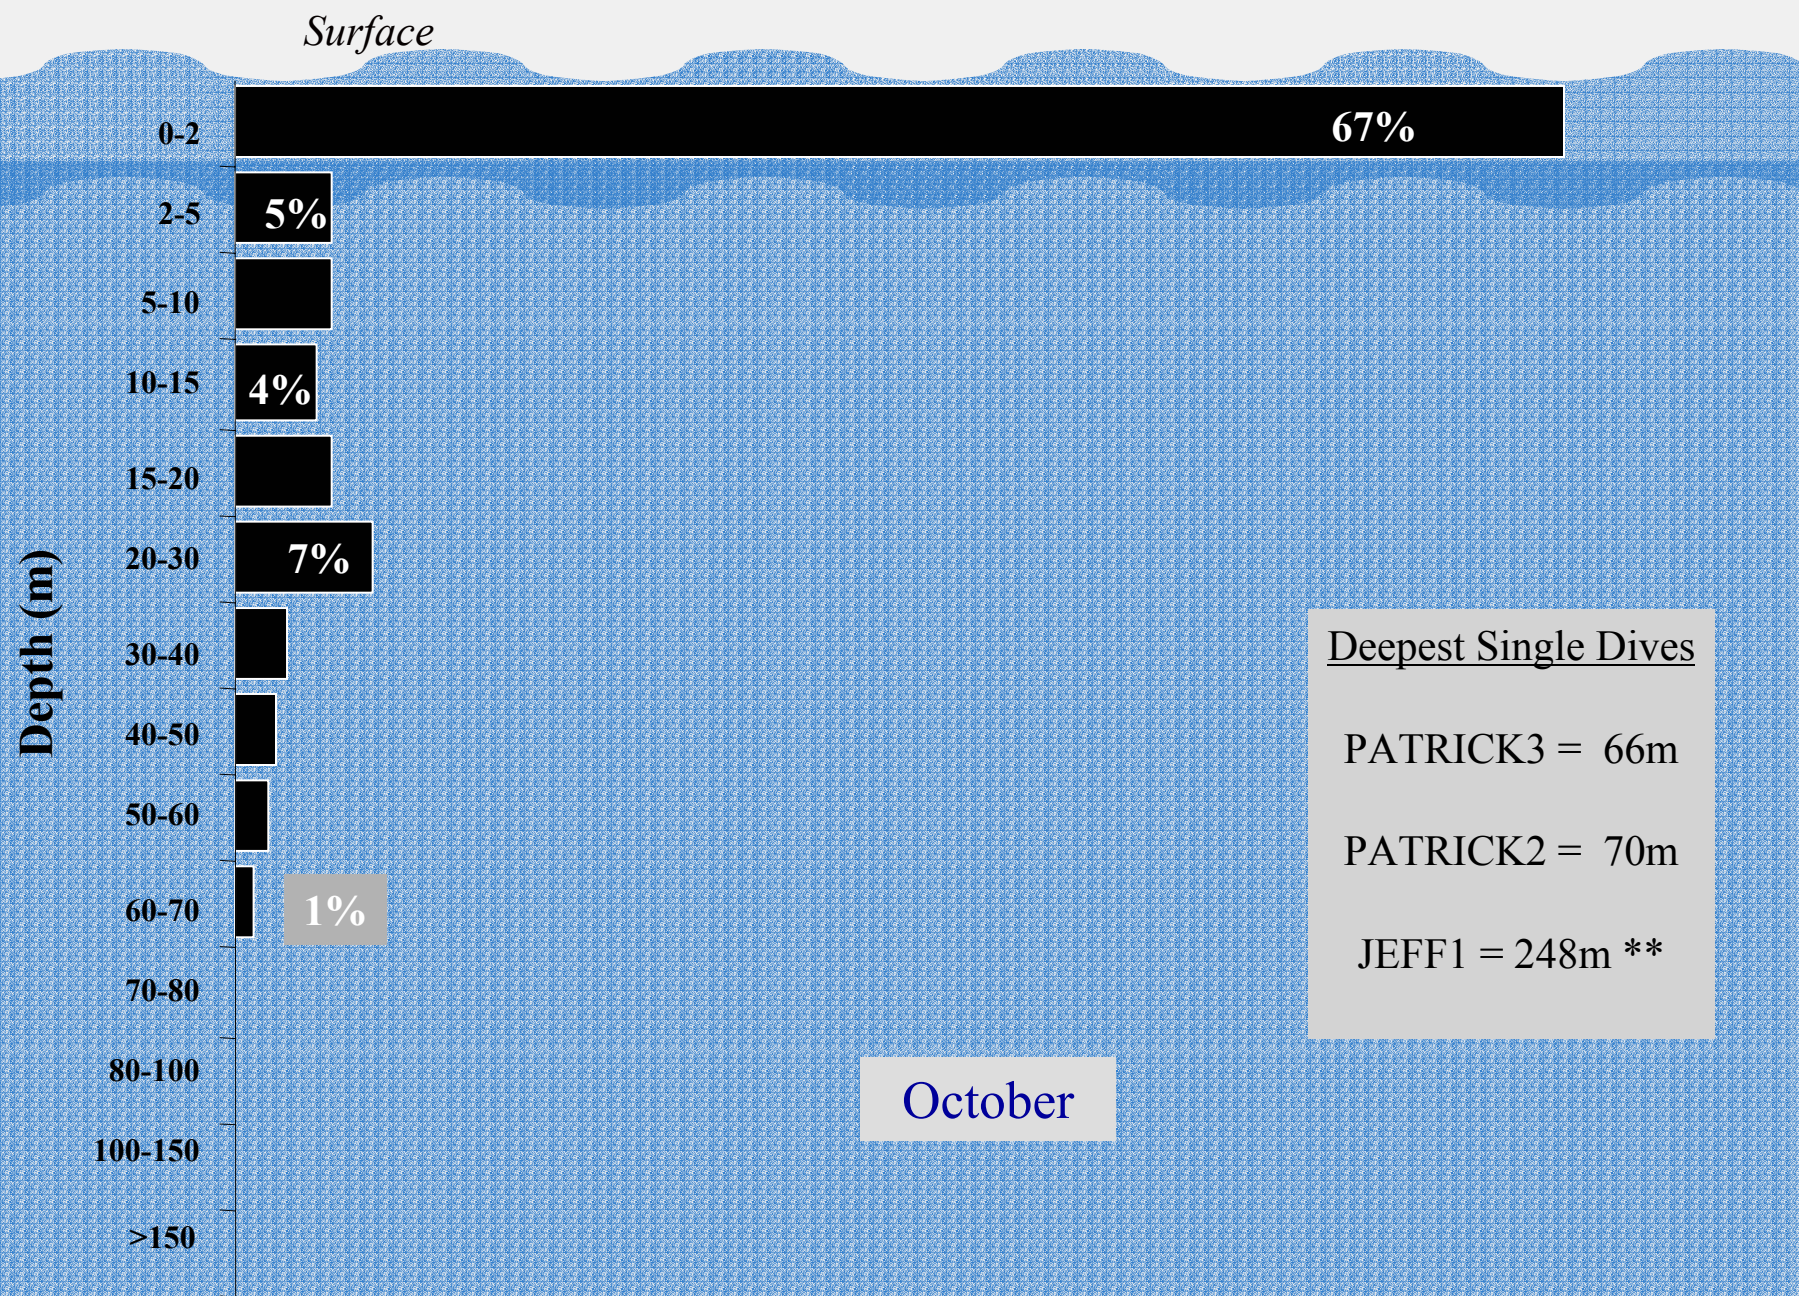 Surface
0-2
67%
2-5
5%
5-10
10-15
4%
15-20
20-30
7%
Depth (m)
30-40
40-50
50-60
60-70
1%
70-80
80-100
100-150
>150
Deepest Single Dives
PATRICK3 = 66m
PATRICK2 = 70m
JEFF1 = 248m **
October